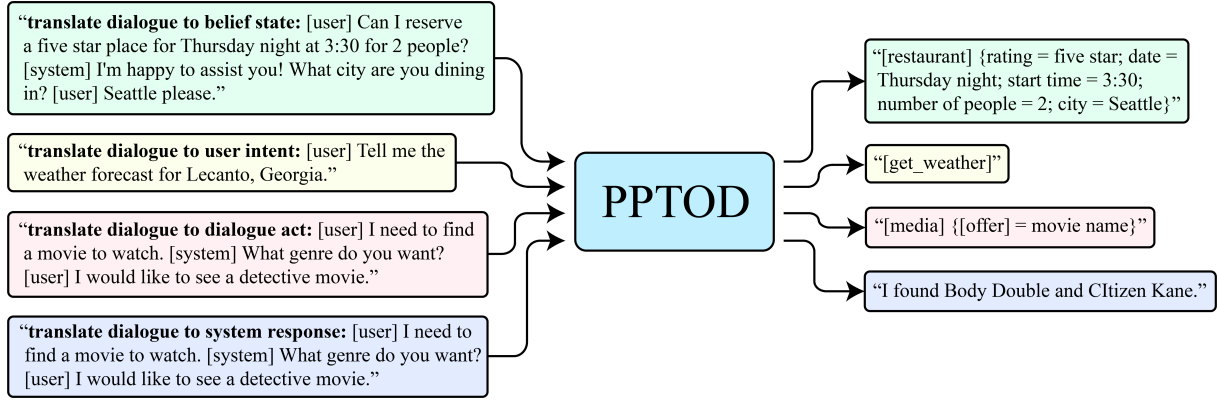 “translate dialogue to belief state: [user] Can I reserve
a five star place for Thursday night at 3:30 for 2 people?
[system] I'm happy to assist you! What city are you dining
in? [user] Seattle please.”
“translate dialogue to user intent: [user] Tell me the
weather forecast for Lecanto, Georgia.”
“translate dialogue to dialogue act: [user] I need to find
a movie to watch. [system] What genre do you want?
[user] I would like to see a detective movie.”
“translate dialogue to system response: [user] I need to
find a movie to watch. [system] What genre do you want?
[user] I would like to see a detective movie.”
PPTOD
“[restaurant] {rating = five star; date =
Thursday night; start time = 3:30;
number of people = 2; city = Seattle}”
“[get_weather]”
“[media] {[offer] = movie name}”
“I found Body Double and CItizen Kane.”